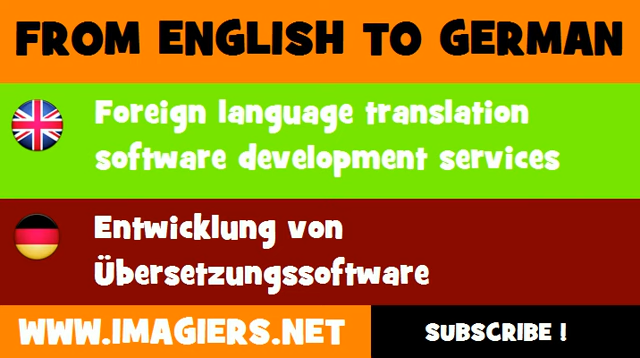 FROM ENGLISH TO GERMAN
Foreign language translation
software development services
Entwicklung von
Übersetzungssoftware
WWW.IMAGIERS.NET
SUBSCRIBE !